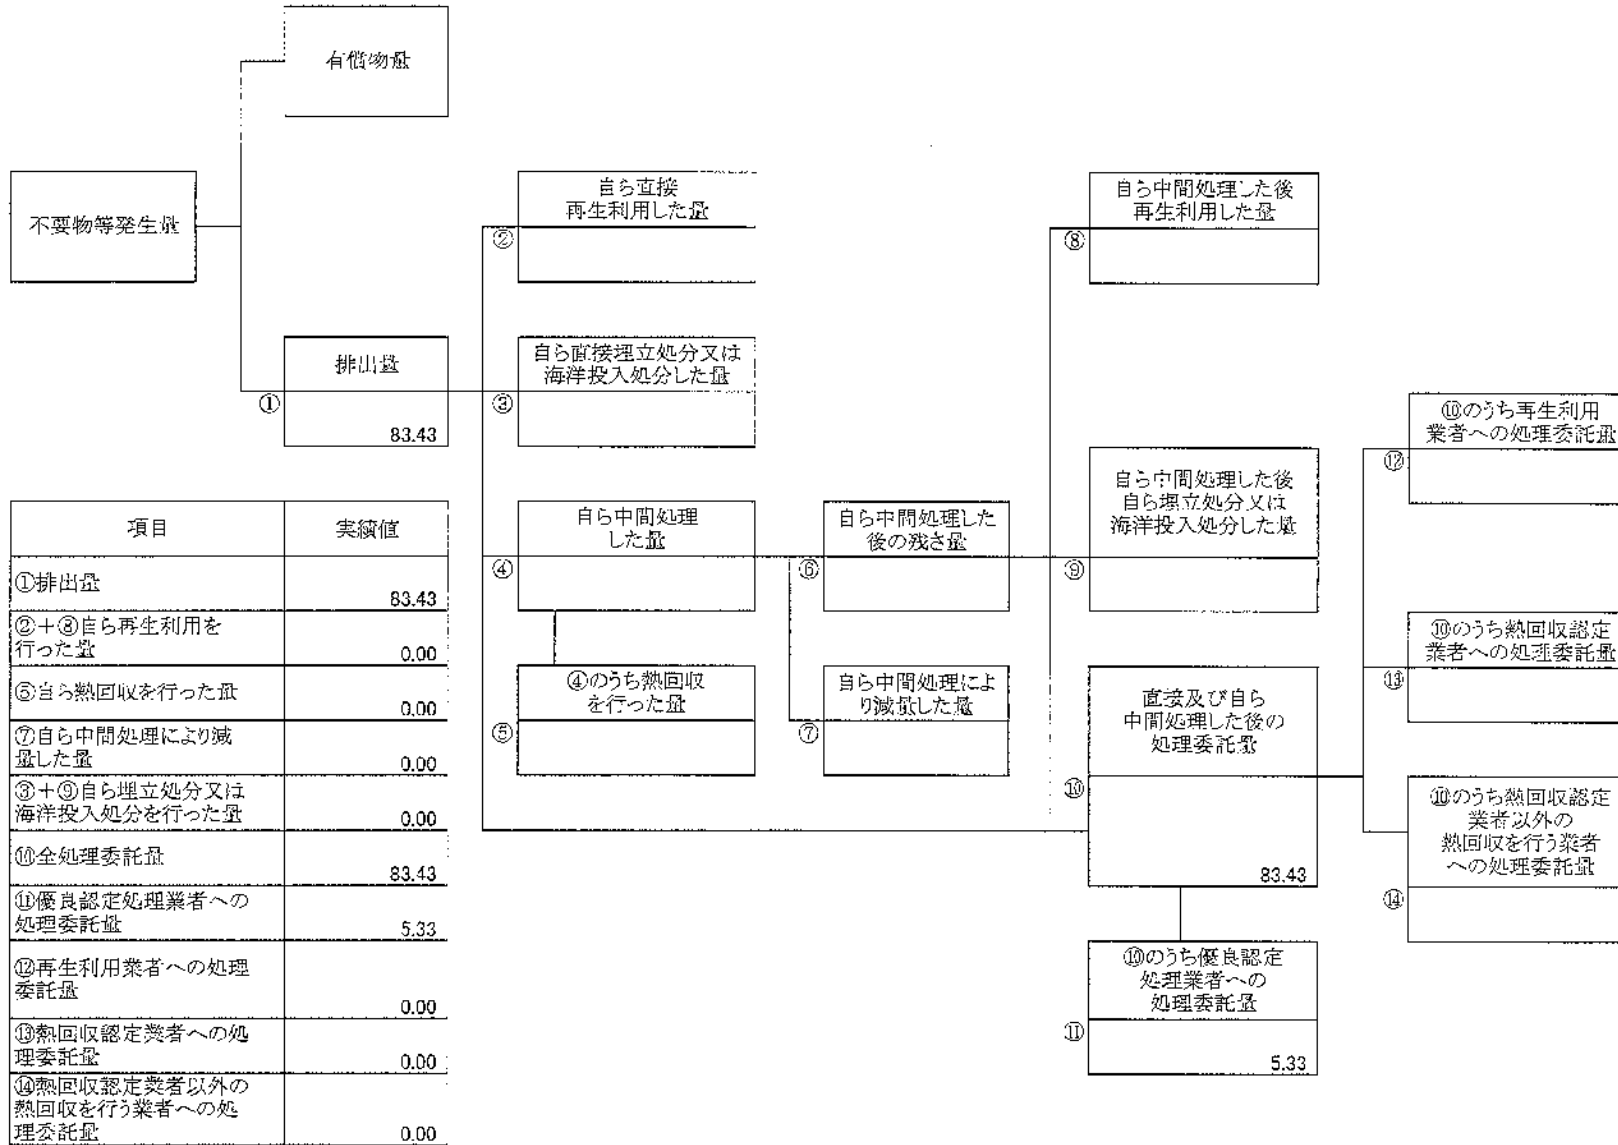 有償物量
不要物等発生量
自ら直接
再生利用した量
②
自ら中間処理した後
再生利用した量
⑧
排出量
①
83.43
自ら直接埋立処分又は
海洋投入処分した量
③
⑩のうち再生利用
業者への処理委託量
⑫
自ら中間処理した後
自ら埋立処分又は
海洋投入処分した量
⑨
自ら中間処理
した量
④
自ら中間処理した
後の残さ量
⑥
⑩のうち熱回収認定
業者への処理委託量
⑬
④のうち熱回収
を行った量
⑤
自ら中間処理によ
り減量した量
⑦
直接及び自ら
中間処理した後の
処理委託量
⑩
83.43
⑩のうち熱回収認定
業者以外の
熱回収を行う業者
への処理委託量
⑭
⑩のうち優良認定
処理業者への
処理委託量
⑪
5.33
項目 実績値
①排出量 83.43
②+⑧自ら再生利用を
行った量 0.00
⑤自ら熱回収を行った量 0.00
⑦自ら中間処理により減
量した量 0.00
③+⑨自ら埋立処分又は
海洋投入処分を行った量 0.00
⑩全処理委託量 83.43
⑪優良認定処理業者への
処理委託量 5.33
⑫再生利用業者への処理
委託量 0.00
⑬熱回収認定業者への処
理委託量 0.00
⑭熱回収認定業者以外の
熱回収を行う業者への処
理委託量 0.00